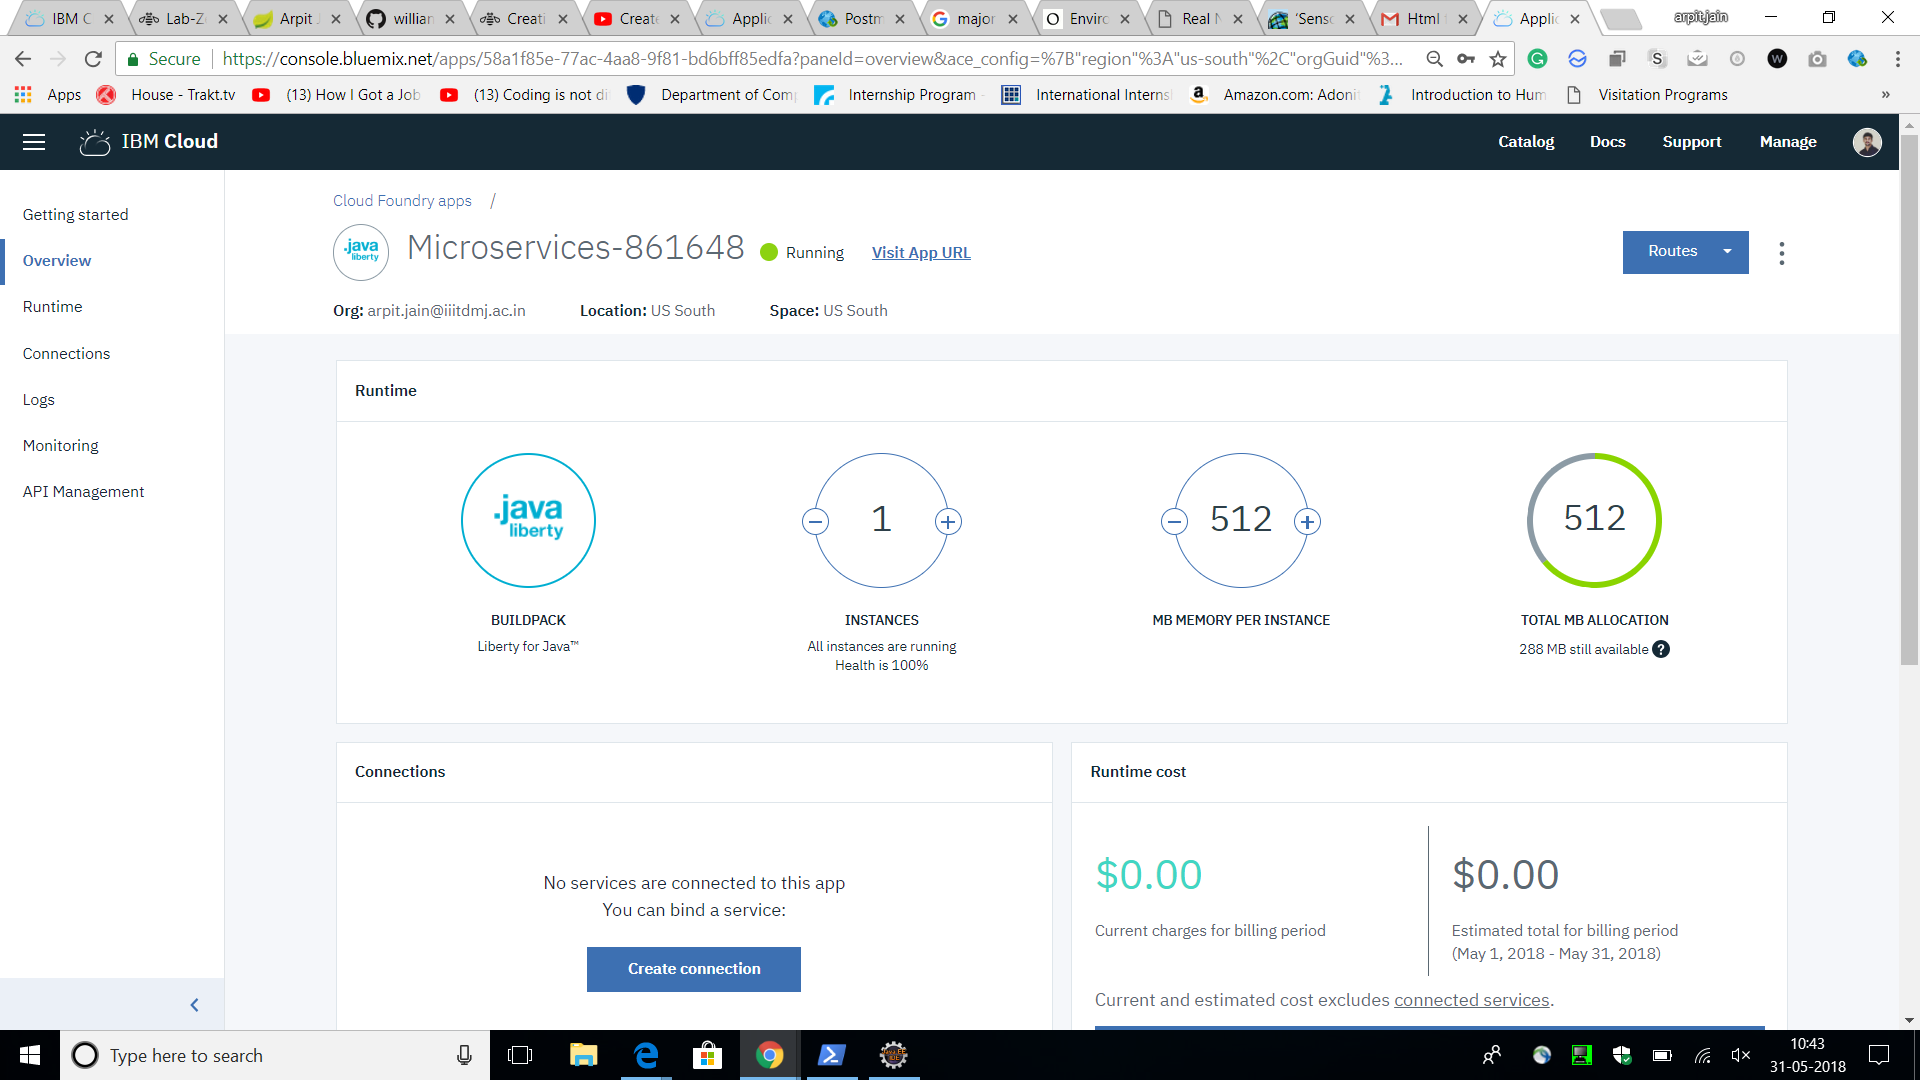 IBM C
Lab-Z
Arpit J
william
Creati
Create
Applic
Postm
major
Enviro
Real N
'Senso
Html
Applic
arpitjain
Secure
https://console.bluemix.net/apps/58a1f85e-77ac-4aa8-9f81-bd6bff85edfa?paneId=overview&ace_config=%7B"region"%3A"us-south"%2C"orgGuid"%3...
Apps
House - Trakt.tv
(13) How I Got a Job
(13) Coding is not di
Department of Comp
Internship Program -
International Interns
Amazon.com: Adonit
Introduction to Hum
Visitation Programs
»
IBM Cloud
Catalog
Docs
Support
Manage
Getting started
Overview
Runtime
Connections
Logs
Monitoring
API Management
Cloud Foundry apps /
.java
liberty
Microservices-861648
Running
Visit App URL
Routes
Org: arpit.jain@iiitdmj.ac.in
Location: US South
Space: US South
Runtime
.java
liberty
1
512
512
BUILDPACK
Liberty for Java™
INSTANCES
All instances are running
Health is 100%
MB MEMORY PER INSTANCE
TOTAL MB ALLOCATION
288 MB still available ?
Connections
No services are connected to this app
You can bind a service:
Create connection
Runtime cost
$0.00
Current charges for billing period
$0.00
Estimated total for billing period
(May 1, 2018 - May 31, 2018)
Current and estimated cost excludes connected services.
Type here to search
10:43
31-05-2018